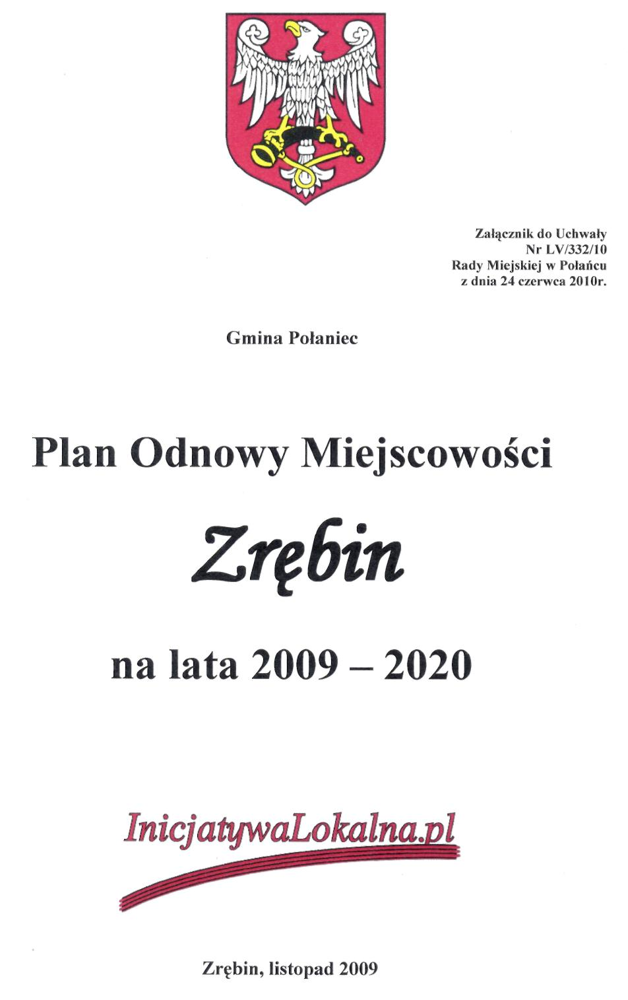 Załącznik do Uchwały
Nr LV/332/10
Rady Miejskiej w Połańcu
z dnia 24 czerwca 2010r.
Gmina Połaniec
Plan Odnowy Miejscowości
Zrębin
na lata 2009 – 2020
InicjatywaLokalna.pl
Zrębin, listopad 2009